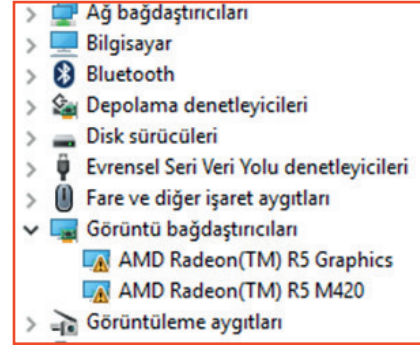 Ağ bağdaştırıcıları
Bilgisayar
Bluetooth
Depolama denetleyicileri
Disk sürücüleri
Evrensel Seri Veri Yolu denetleyicileri
Fare ve diğer işaret aygıtları
Görüntü bağdaştırıcıları
AMD Radeon(TM) R5 Graphics
AMD Radeon(TM) R5 M420
Görüntüleme aygıtları